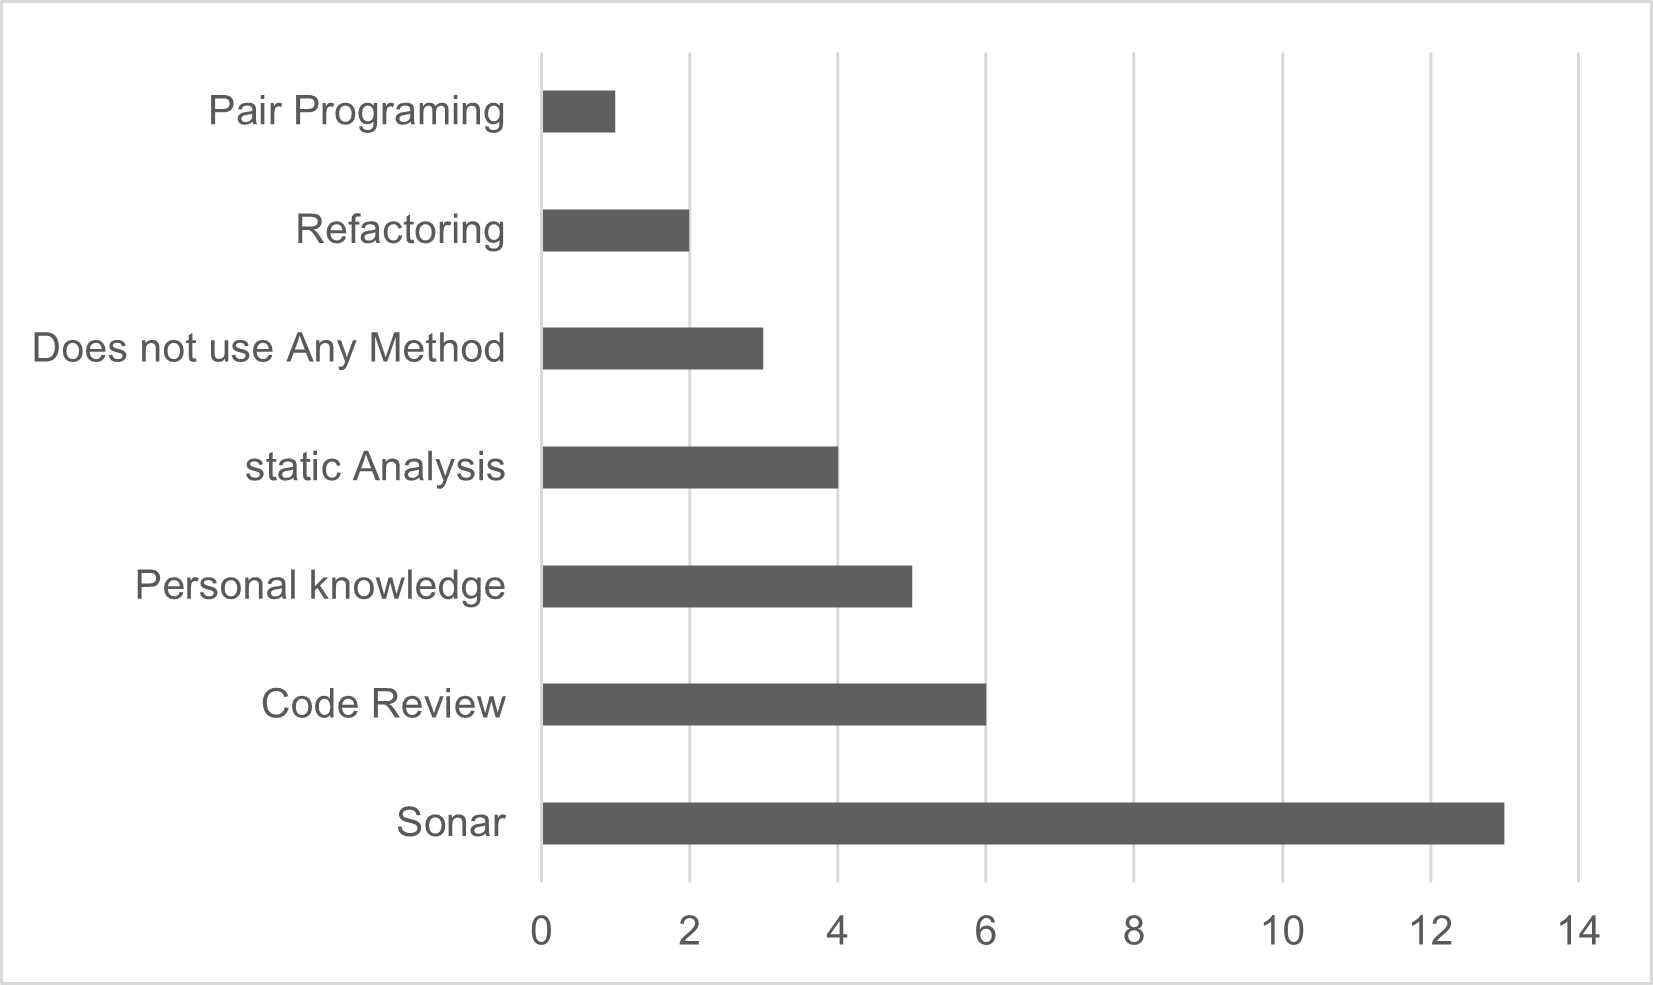 Pair Programing
Refactoring
Does not use Any Method
static Analysis
Personal knowledge
Code Review
Sonar
0 2 4 6 8 10 12 14